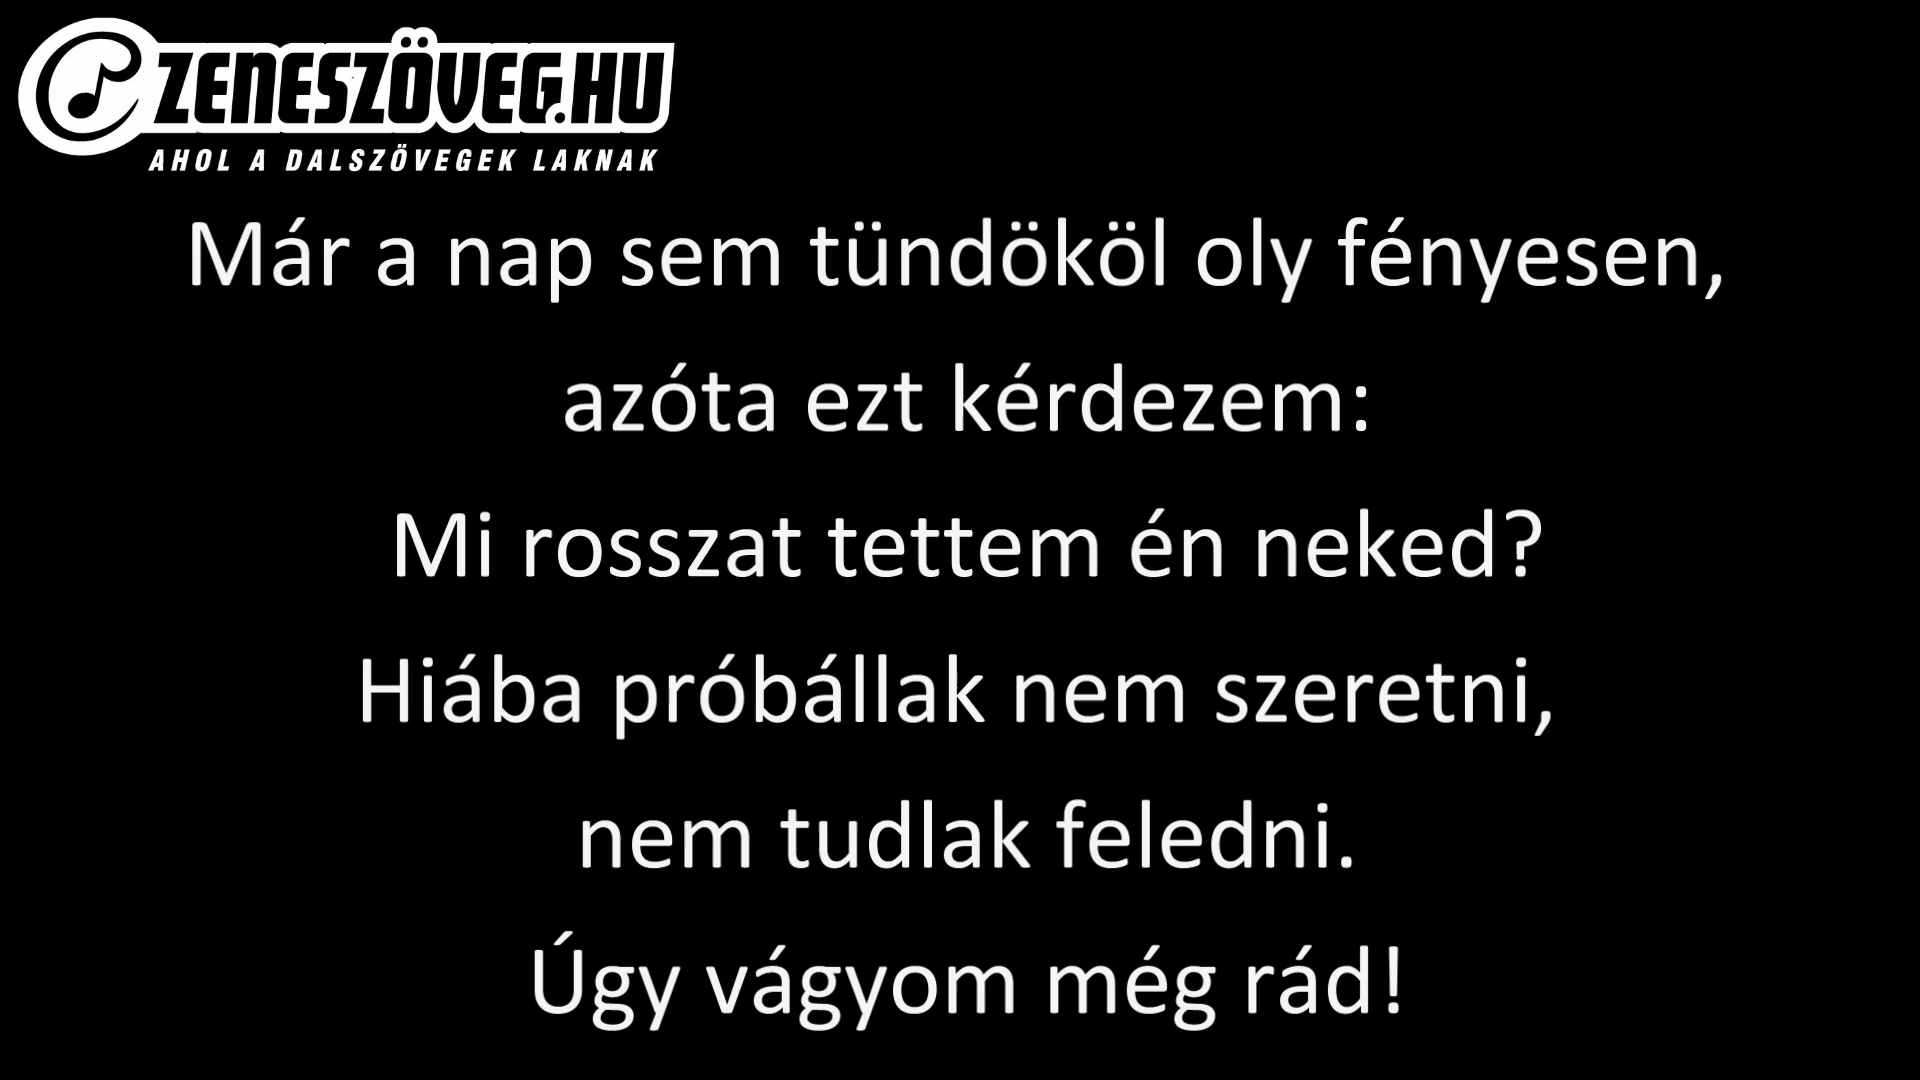 ZENESZÖVEG.HU
AHOL A DALSZÖVEGEK LAKNAK
Már a nap sem tündököl oly fényesen,
azóta ezt kérdezem:
Mi rosszat tettem én neked?
Hiába próbállak nem szeretni,
nem tudlak feledni.
Úgy vágyom még rád!